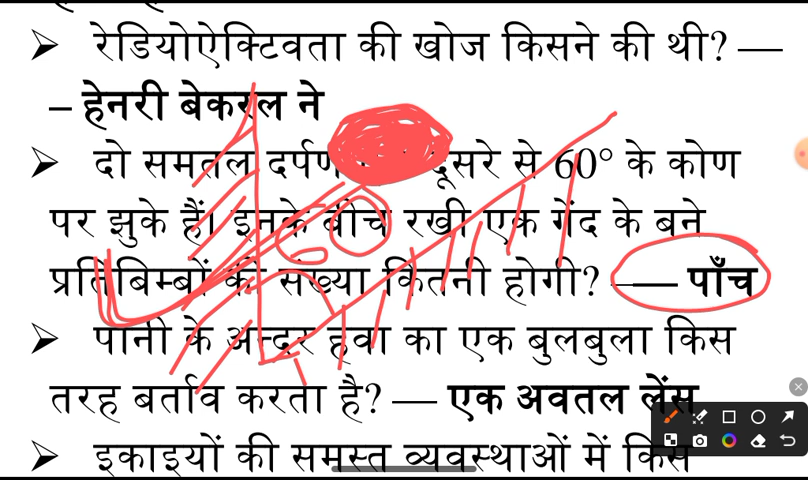 ➤ रेडियोऐक्टिवता की खोज किसने की थी? —
– हेनरी बेकरल ने
➤ दो समतल दर्पण दूसरे से 60° के कोण
पर झुके हैं। इनके बीच रखी एक गेंद के बने
प्रतिबिम्बों की संख्या कितनी होगी? — पाँच
➤ पानी के अन्दर हवा का एक बुलबुला किस
तरह बर्ताव करता है? — एक अवतल लेंस
➤ इकाइयों की समस्त व्यवस्थाओं में किस